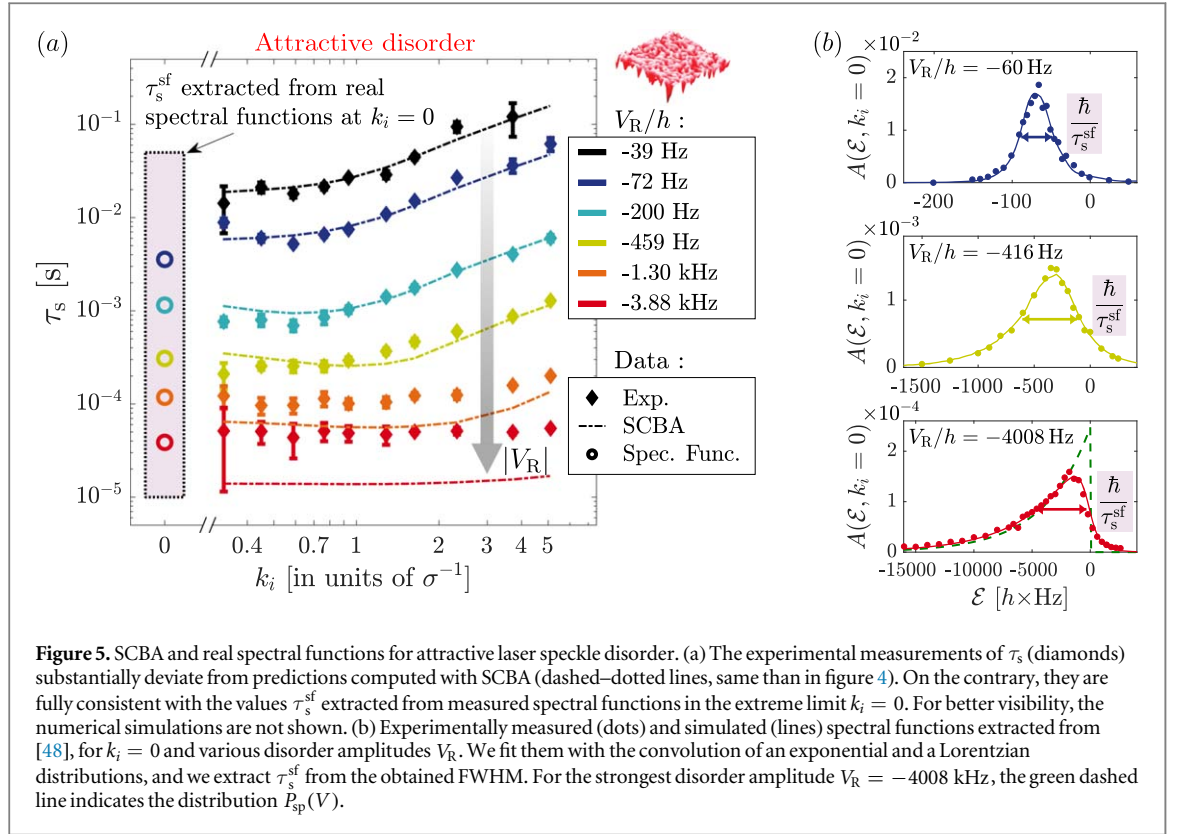 (a)
Attractive disorder
τ_s^sf extracted from real
spectral functions at k_i = 0
10^-1
10^-2
10^-3
10^-4
10^-5
τ_s [s]
0
0.4
0.7
1
2
3
4
5
k_i [in units of σ^-1]
|V_R|
V_R/h :
-39 Hz
-72 Hz
-200 Hz
-459 Hz
-1.30 kHz
-3.88 kHz
Data :
Exp.
SCBA
Spec. Func.
(b)
×10^-2
V_R/h = −60 Hz
ħ
τ_s^sf
A(ℰ, k_i = 0)
2
1
0
-200
-100
0
×10^-3
V_R/h = −416 Hz
ħ
τ_s^sf
A(ℰ, k_i = 0)
1
0
-1500
-1000
-500
0
×10^-4
V_R/h = −4008 Hz
ħ
τ_s^sf
A(ℰ, k_i = 0)
2
1
0
-15000
-10000
-5000
0
ℰ [h×Hz]
Figure 5. SCBA and real spectral functions for attractive laser speckle disorder. (a) The experimental measurements of τ_s (diamonds)
substantially deviate from predictions computed with SCBA (dashed–dotted lines, same than in figure 4). On the contrary, they are
fully consistent with the values τ_s^sf extracted from measured spectral functions in the extreme limit k_i = 0. For better visibility, the
numerical simulations are not shown. (b) Experimentally measured (dots) and simulated (lines) spectral functions extracted from
[48], for k_i = 0 and various disorder amplitudes V_R. We fit them with the convolution of an exponential and a Lorentzian
distributions, and we extract τ_s^sf from the obtained FWHM. For the strongest disorder amplitude V_R = −4008 kHz, the green dashed
line indicates the distribution P_sp(V).